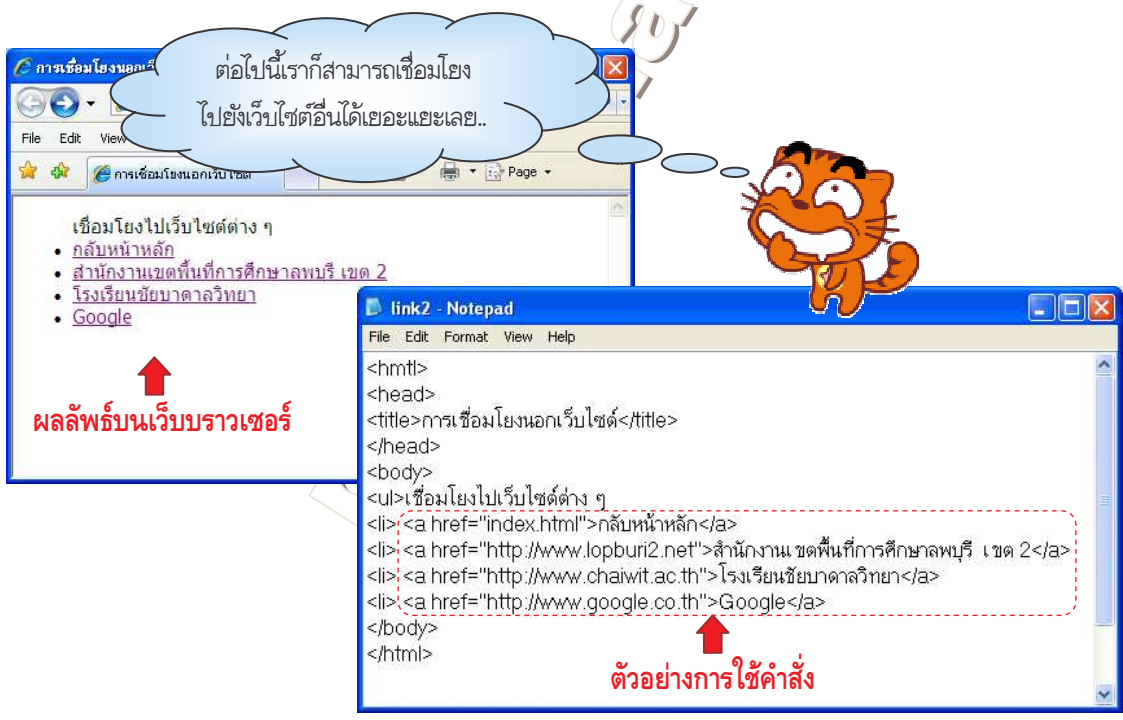 ต่อไปนี้เราก็สามารถเชื่อมโยง
ไปยังเว็บไซต์อื่นได้เยอะแยะเลย..
File Edit View
การเชื่อมโยงนอกเว็บไซต์
Page
เชื่อมโยงไปเว็บไซต์ต่าง ๆ
กลับหน้าหลัก
สำนักงานเขตพื้นที่การศึกษาลพบุรี เขต 2
โรงเรียนชัยบาดาลวิทยา
Google
ผลลัพธ์บนเว็บบราวเซอร์
link2 - Notepad
File Edit Format View Help
<hmtl>
<head>
<title>การเชื่อมโยงนอกเว็บไซต์</title>
</head>
<body>
<ul>เชื่อมโยงไปเว็บไซต์ต่าง ๆ
<li> <a href="index.html">กลับหน้าหลัก</a>
<li> <a href="http://www.lopburi2.net">สำนักงานเขตพื้นที่การศึกษาลพบุรี เขต 2</a>
<li> <a href="http://www.chaiwit.ac.th">โรงเรียนชัยบาดาลวิทยา</a>
<li> <a href="http://www.google.co.th">Google</a>
</body>
</html>
ตัวอย่างการใช้คำสั่ง